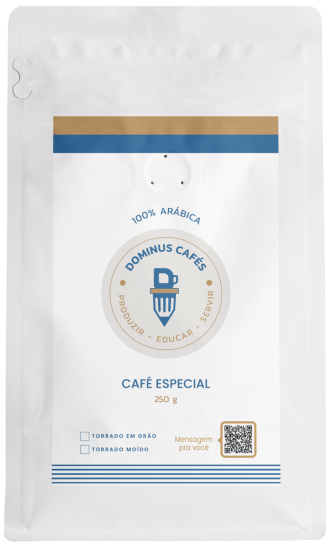 100% ARÁBICA
DOMINUS CAFÉS
PRODUZIR - EDUCAR - SERVIR
CAFÉ ESPECIAL
250 g
TORRADO EM GRÃO
TORRADO MOÍDO
Mensagem
pra você